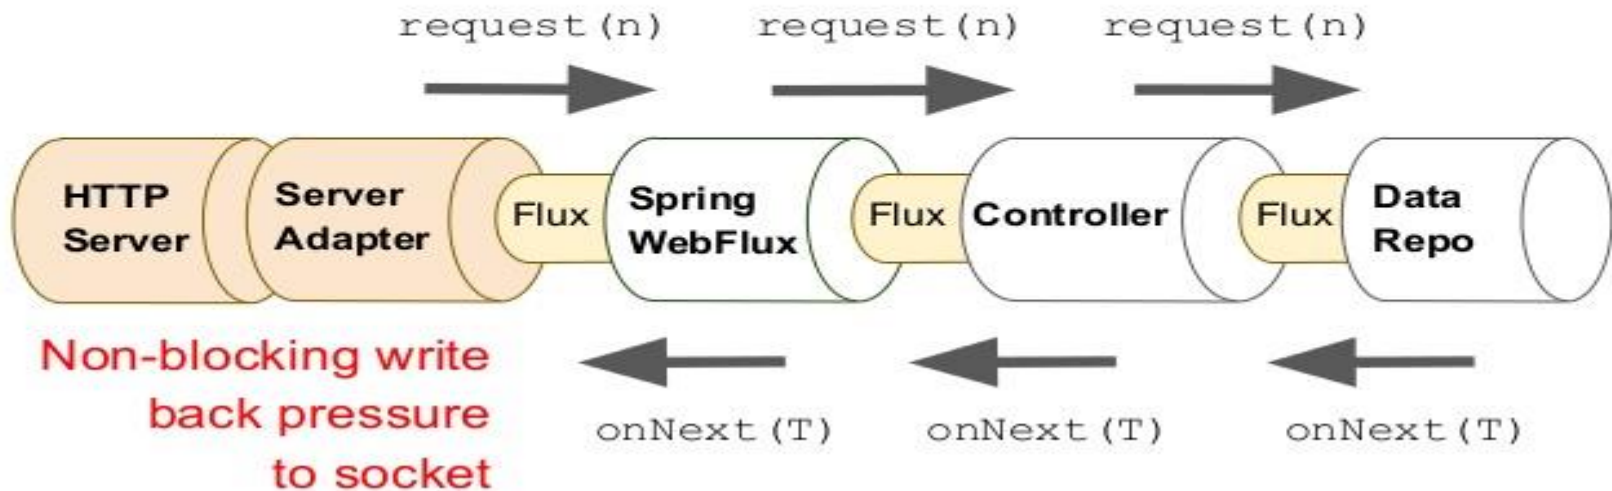 request(n) request(n) request(n)
HTTP
Server
Server
Adapter
Flux
Spring
WebFlux
Flux
Controller
Flux
Data
Repo
Non-blocking write
back pressure
to socket
onNext(T) onNext(T) onNext(T)